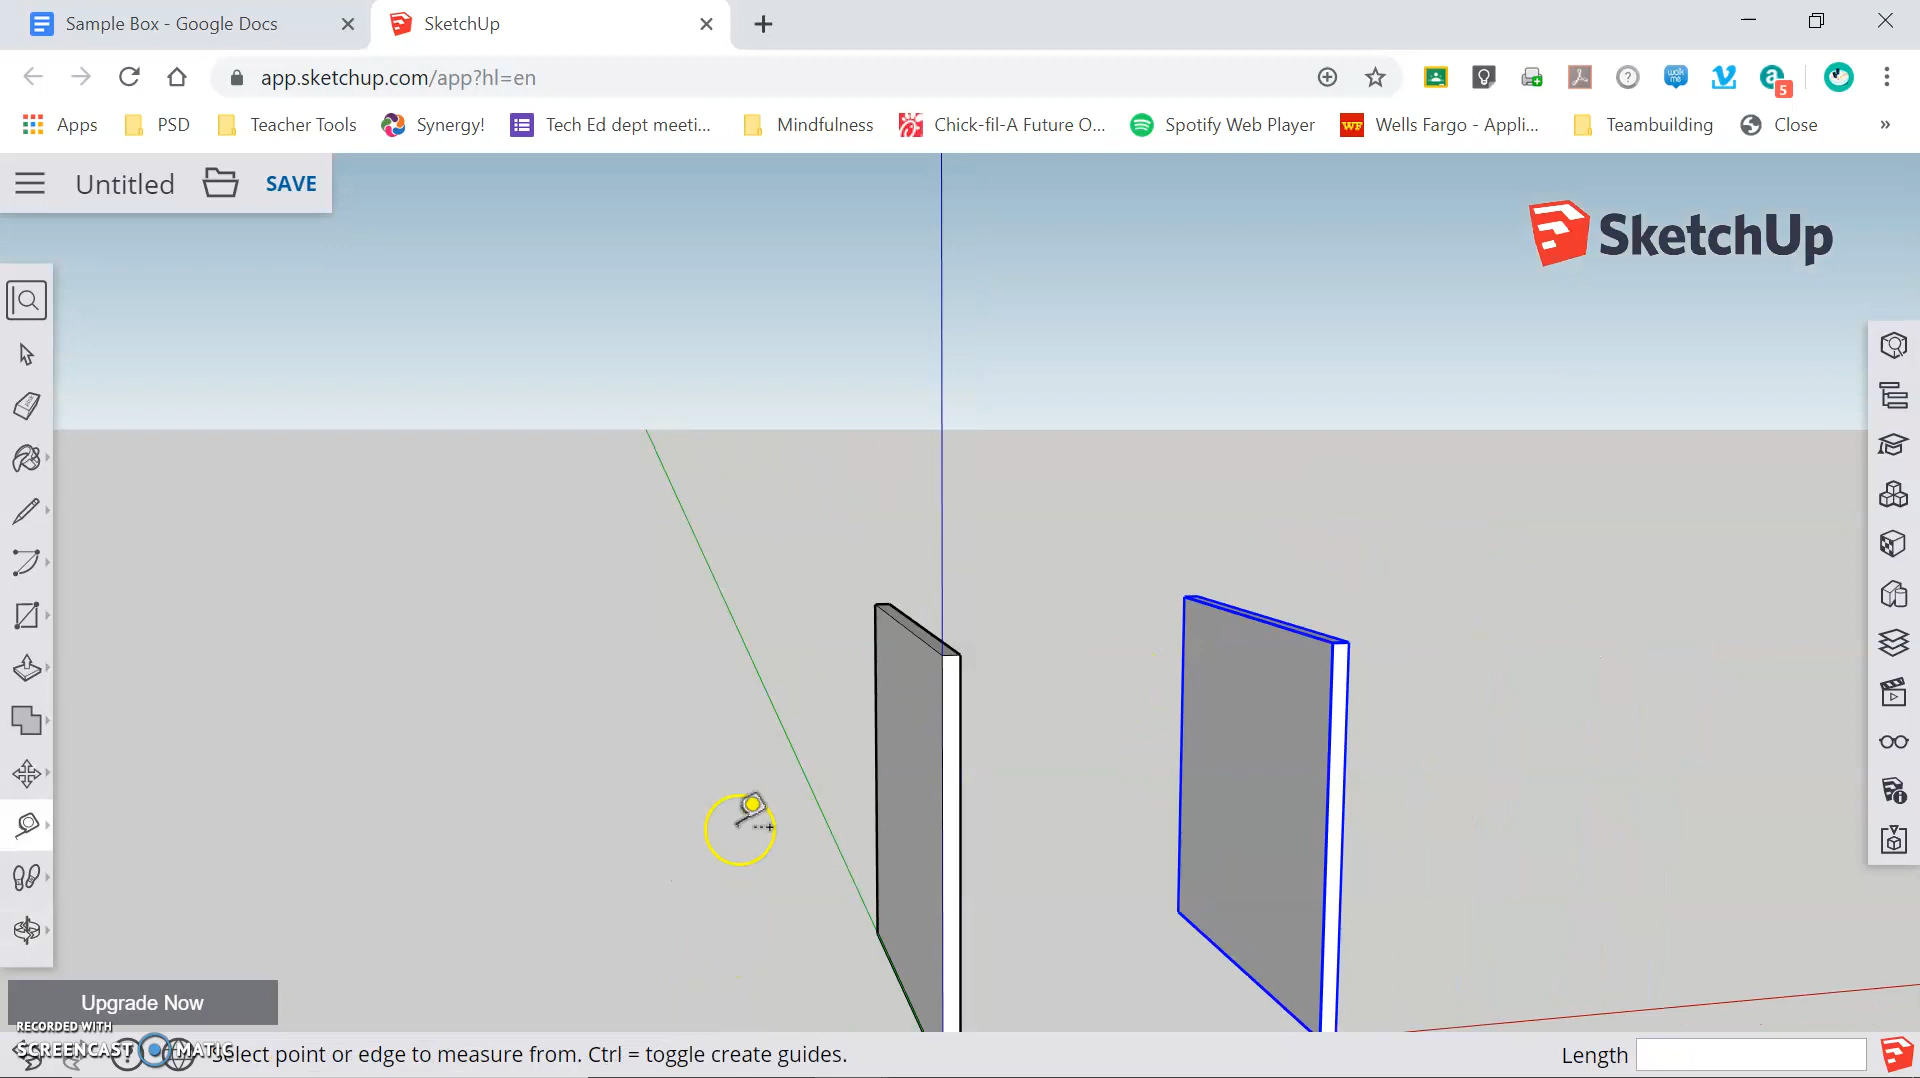 Sample Box - Google Docs
SketchUp
app.sketchup.com/app?hl=en
5
Apps
PSD
Teacher Tools
Synergy!
Tech Ed dept meeti...
Mindfulness
Chick-fil-A Future O...
Spotify Web Player
WF
Wells Fargo - Appli...
Teambuilding
Close
»
Untitled
SAVE
SketchUp
Upgrade Now
RECORDED WITH
SCREENCAST MATIC
Select point or edge to measure from. Ctrl = toggle create guides.
Length